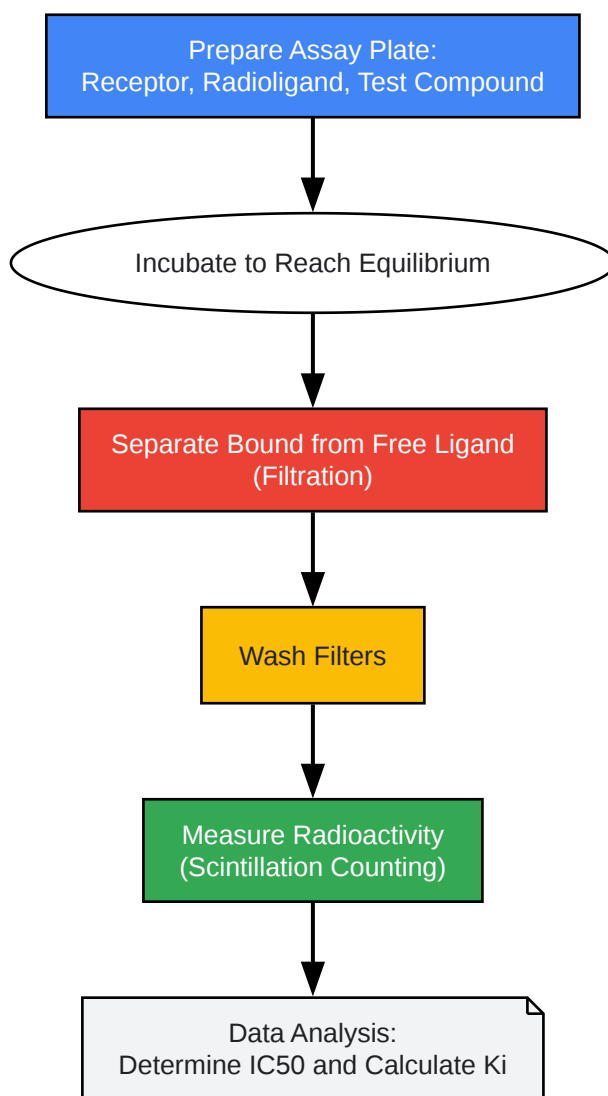 Prepare Assay Plate:
Receptor, Radioligand, Test Compound
Incubate to Reach Equilibrium
Separate Bound from Free Ligand
(Filtration)
Wash Filters
Measure Radioactivity
(Scintillation Counting)
Data Analysis:
Determine IC50 and Calculate Ki